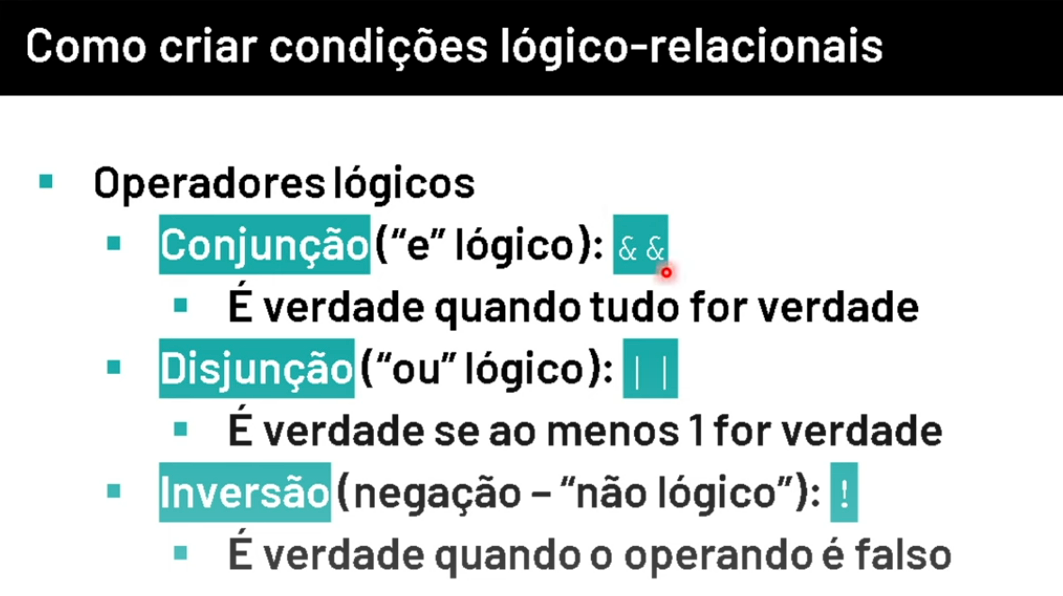 Como criar condições lógico-relacionais
Operadores lógicos
Conjunção (“e” lógico): &&
É verdade quando tudo for verdade
Disjunção (“ou” lógico): ||
É verdade se ao menos 1 for verdade
Inversão (negação – “não lógico”): !
É verdade quando o operando é falso